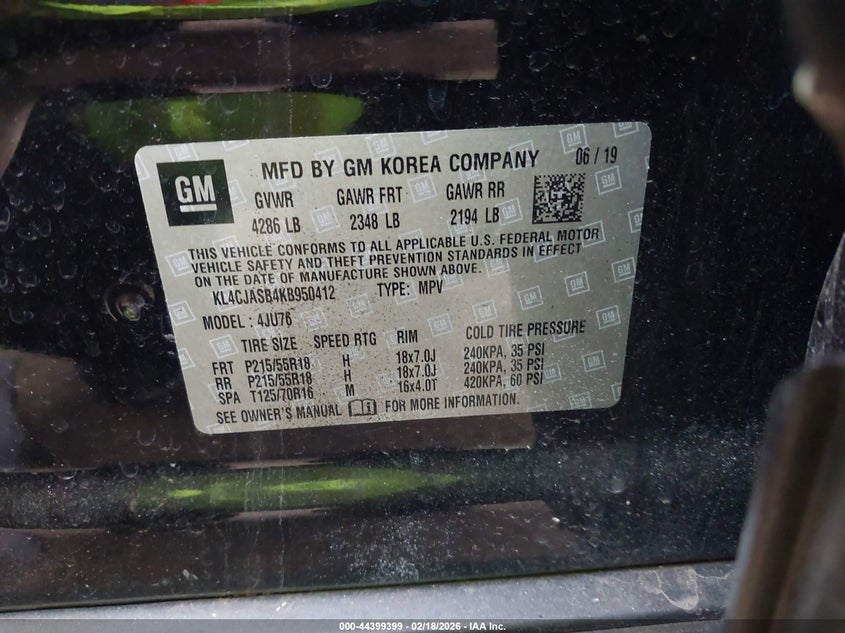 GM MFD BY GM KOREA COMPANY 06 / 19
GVWR GAWR FRT GAWR RR
4286 LB 2348 LB 2194 LB
THIS VEHICLE CONFORMS TO ALL APPLICABLE U.S. FEDERAL MOTOR
VEHICLE SAFETY AND THEFT PREVENTION STANDARDS IN EFFECT
ON THE DATE OF MANUFACTURE SHOWN ABOVE.
KL4CJASB4KB950412 TYPE: MPV
MODEL: 4JU76
TIRE SIZE SPEED RTG RIM COLD TIRE PRESSURE
FRT P215/55R18 H 18x7.0J 240KPA, 35 PSI
RR P215/55R18 H 18x7.0J 240KPA, 35 PSI
SPA T125/70R16 M 16x4.0T 420KPA, 60 PSI
SEE OWNER'S MANUAL FOR MORE INFORMATION.
000-44399399 - 02/18/2026 - IAA Inc.